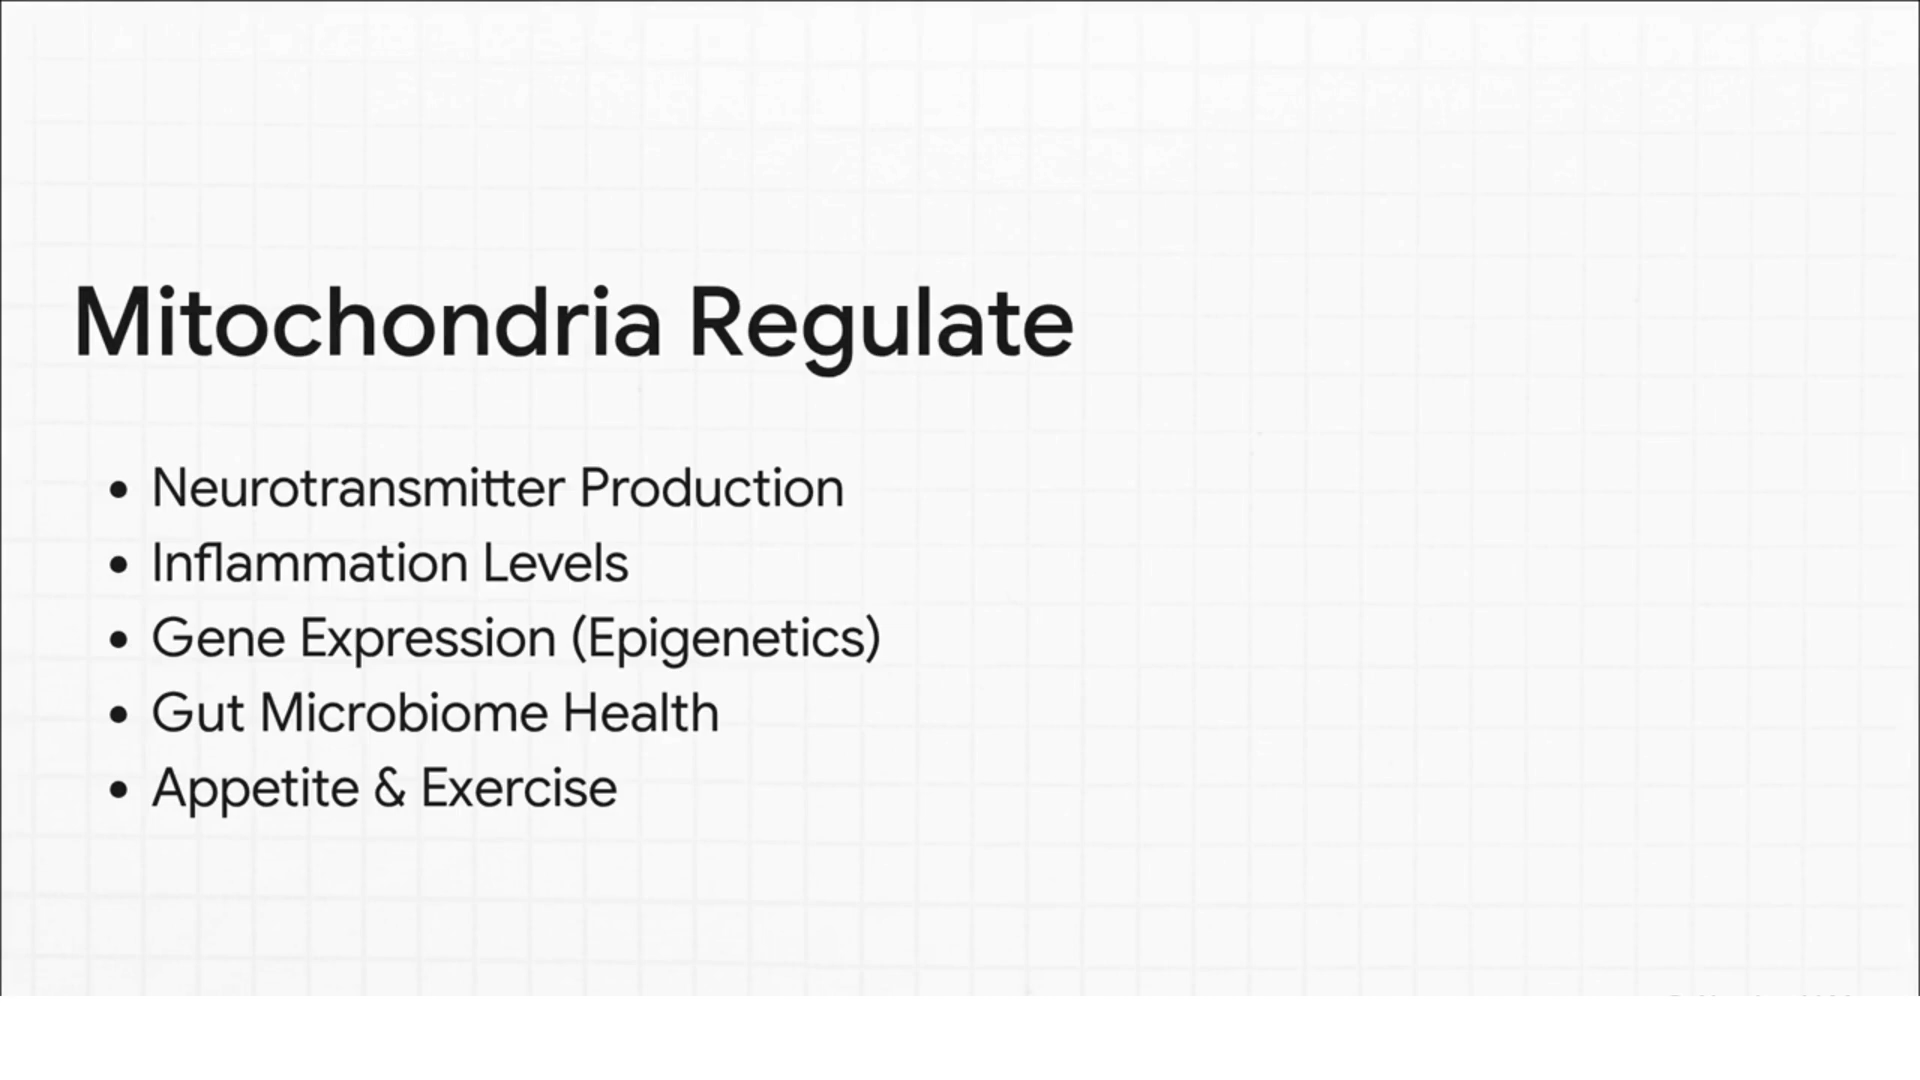 Mitochondria Regulate
• Neurotransmitter Production
• Inflammation Levels
• Gene Expression (Epigenetics)
• Gut Microbiome Health
• Appetite & Exercise